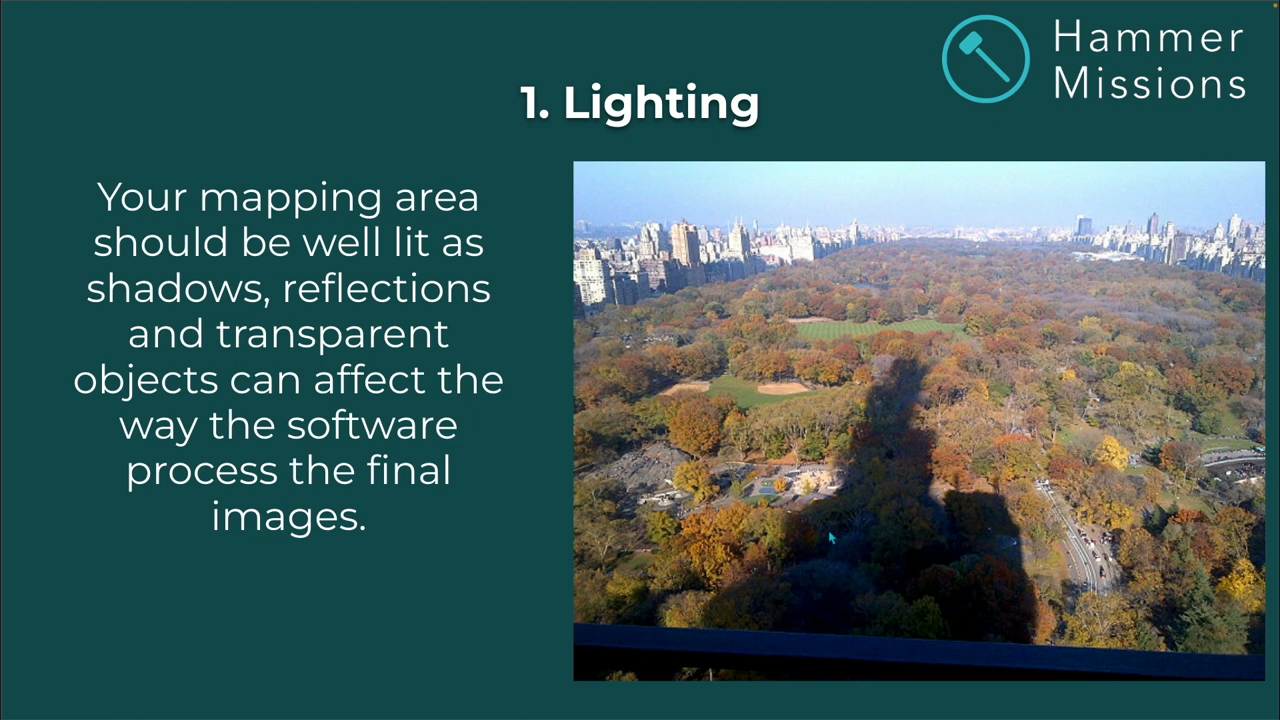 Hammer
Missions
1. Lighting
Your mapping area
should be well lit as
shadows, reflections
and transparent
objects can affect the
way the software
process the final
images.